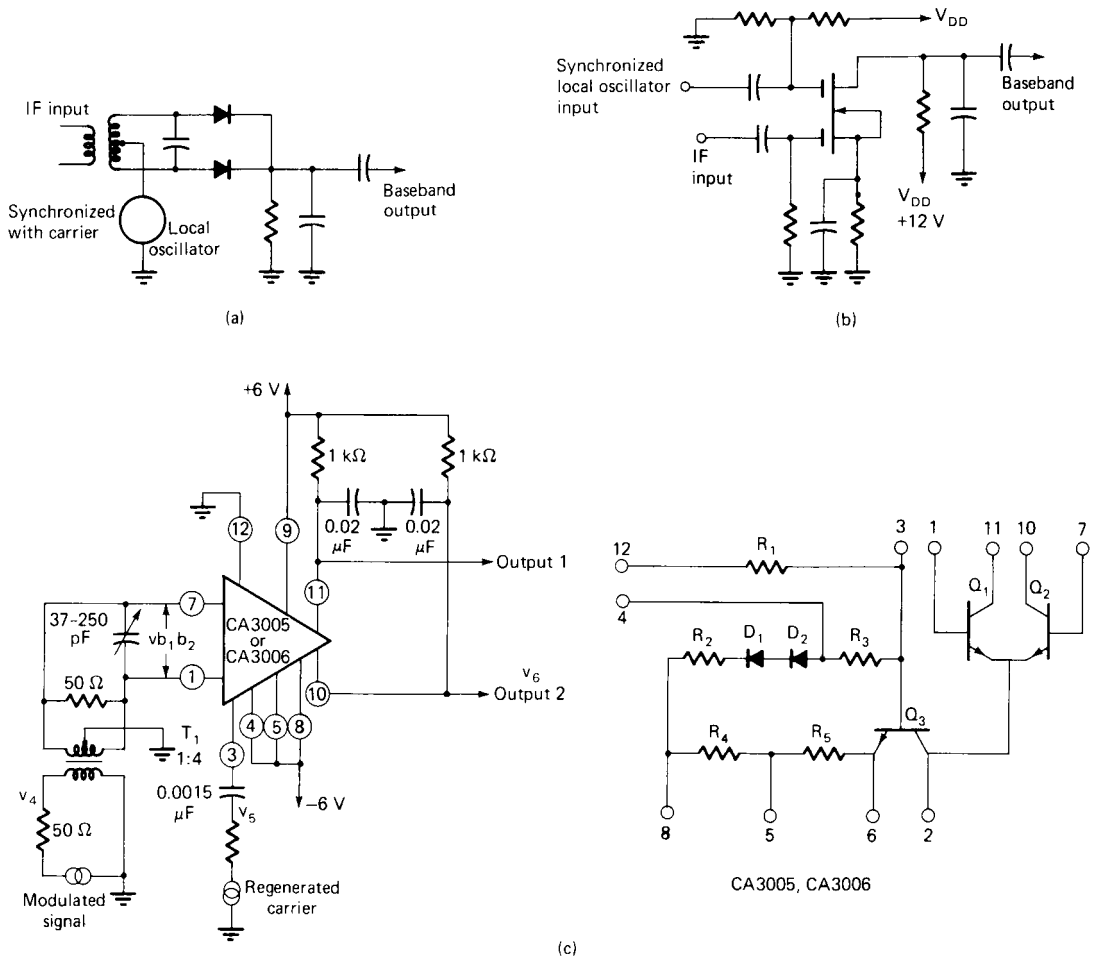 IF input
Synchronized
with carrier
Local
oscillator
Baseband
output
(a)
V_DD
Synchronized
local oscillator
input
IF
input
Baseband
output
V_DD
+12 V
(b)
+6 V
1 kΩ
1 kΩ
0.02
μF
0.02
μF
12
9
11
Output 1
7
37–250
pF
vb₁b₂
CA3005
or
CA3006
1
50 Ω
10
v₆
Output 2
4
5
8
3
T₁
1:4
0.0015
μF
–6 V
v₄
v₅
50 Ω
Modulated
signal
Regenerated
carrier
3
1
11
10
7
12
R₁
4
Q₁
Q₂
R₂
D₁
D₂
R₃
Q₃
R₄
R₅
8
5
6
2
CA3005, CA3006
(c)